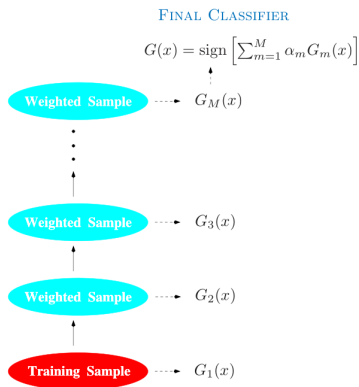 FINAL CLASSIFIER
G(x) = sign [∑_{m=1}^{M} α_m G_m(x)]
Weighted Sample G_M(x)
Weighted Sample G_3(x)
Weighted Sample G_2(x)
Training Sample G_1(x)